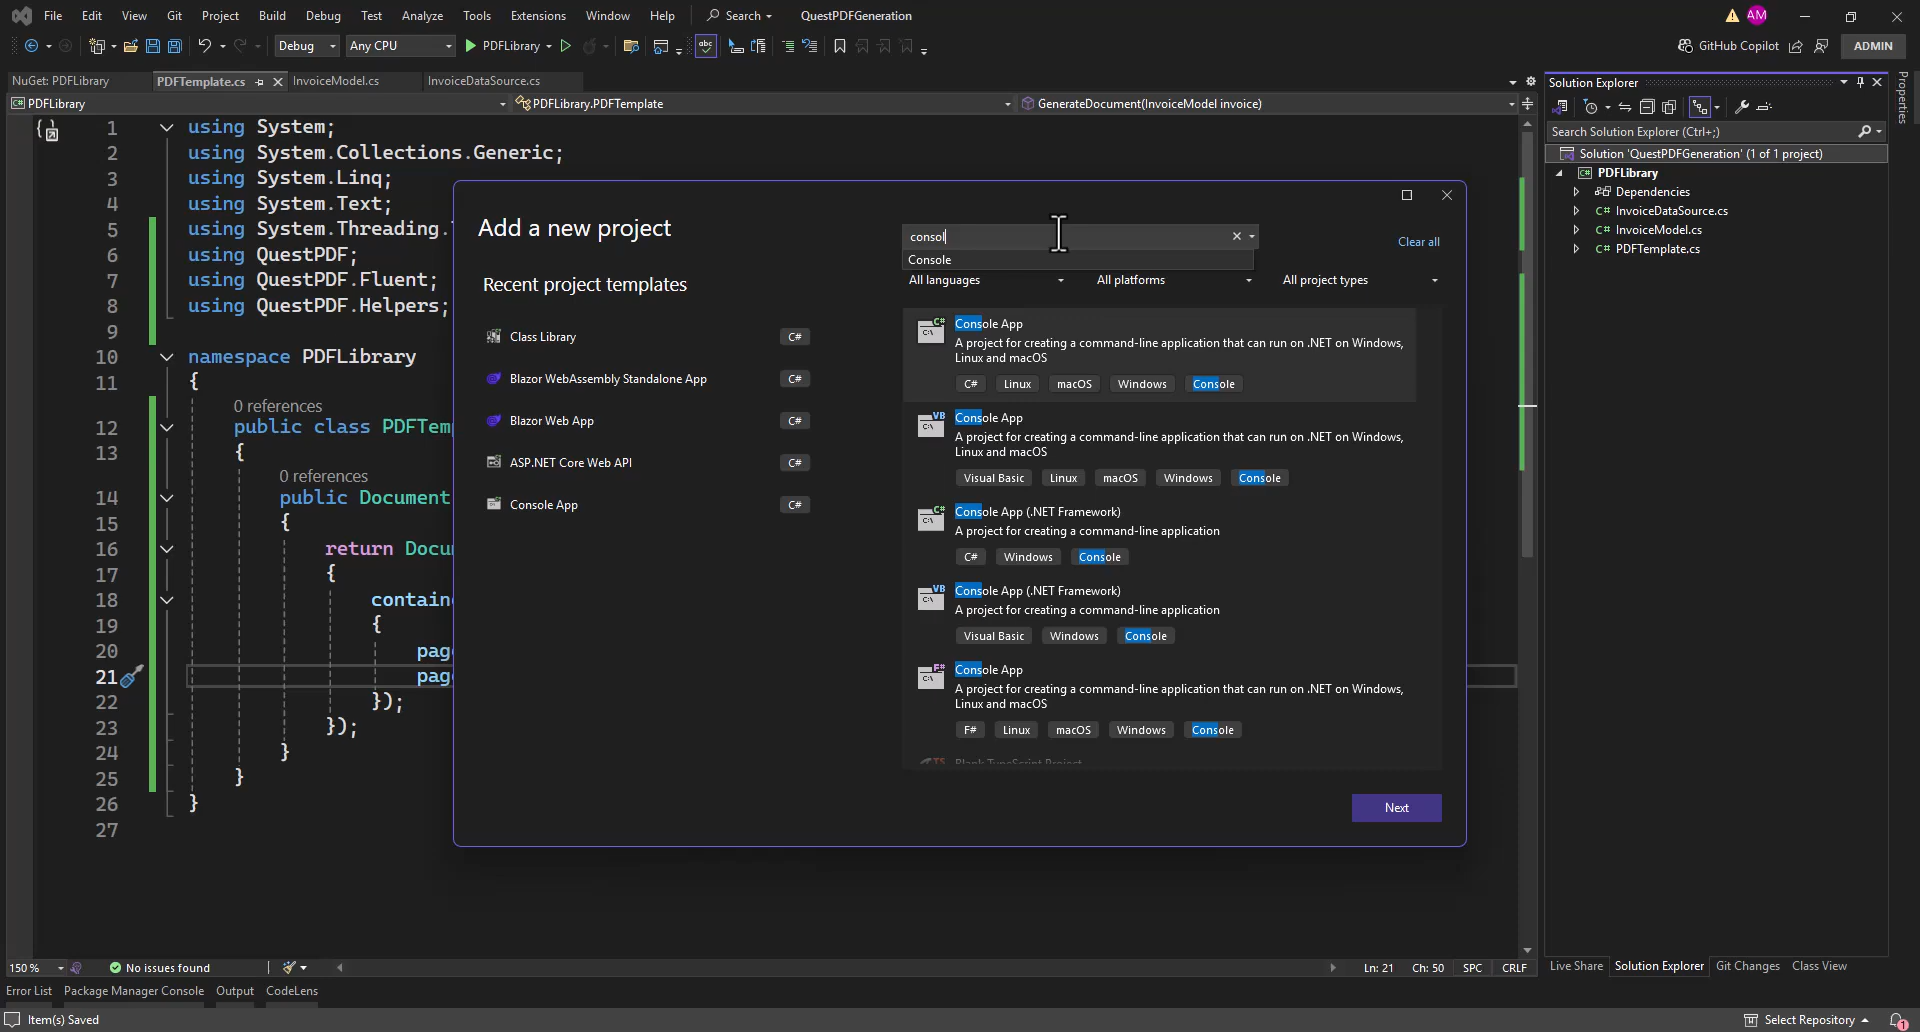 File Edit View Git Project Build Debug Test Analyze Tools Extensions Window Help Search QuestPDFGeneration AM
Debug Any CPU PDFLibrary abc GitHub Copilot ADMIN
NuGet: PDFLibrary PDFTemplate.cs InvoiceModel.cs InvoiceDataSource.cs
PDFLibrary PDFLibrary.PDFTemplate GenerateDocument(InvoiceModel invoice)
1 using System;
2 using System.Collections.Generic;
3 using System.Linq;
4 using System.Text;
5 using System.Threading.
6 using QuestPDF;
7 using QuestPDF.Fluent;
8 using QuestPDF.Helpers;
9
10 namespace PDFLibrary
11 {
0 references
12 public class PDFTemp
13 {
0 references
14 public Document
15 {
16 return Docu
17 {
18 containe
19 {
20 page
21 page
22 });
23 });
24 }
25 }
26 }
27
Add a new project
consol
Console
Clear all
Recent project templates
All languages All platforms All project types
Class Library C#
Blazor WebAssembly Standalone App C#
Blazor Web App C#
ASP.NET Core Web API C#
Console App C#
C# C:\ Console App
A project for creating a command-line application that can run on .NET on Windows,
Linux and macOS
C# Linux macOS Windows Console
VB C:\ Console App
A project for creating a command-line application that can run on .NET on Windows,
Linux and macOS
Visual Basic Linux macOS Windows Console
C# C:\ Console App (.NET Framework)
A project for creating a command-line application
C# Windows Console
VB C:\ Console App (.NET Framework)
A project for creating a command-line application
Visual Basic Windows Console
F# C:\ Console App
A project for creating a command-line application that can run on .NET on Windows,
Linux and macOS
F# Linux macOS Windows Console
TS Blank TypeScript Project
Next
Solution Explorer
Search Solution Explorer (Ctrl+;)
Solution 'QuestPDFGeneration' (1 of 1 project)
C# PDFLibrary
Dependencies
C# InvoiceDataSource.cs
C# InvoiceModel.cs
C# PDFTemplate.cs
Properties
150 % No issues found Ln: 21 Ch: 50 SPC CRLF
Live Share Solution Explorer Git Changes Class View
Error List Package Manager Console Output CodeLens
Item(s) Saved Select Repository 1